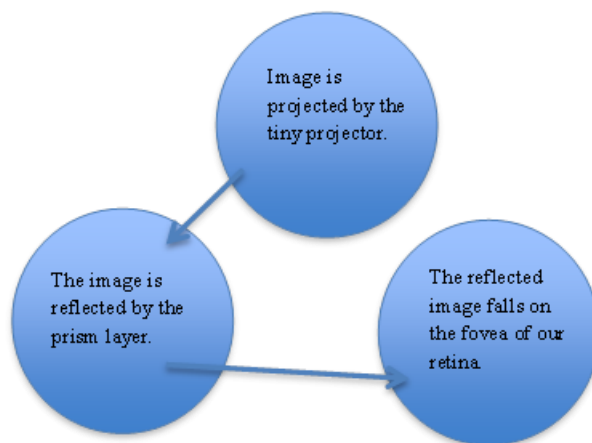 Image is
projected by the
tiny projector.
The image is
reflected by the
prism layer.
The reflected
image falls on
the fovea of our
retina.